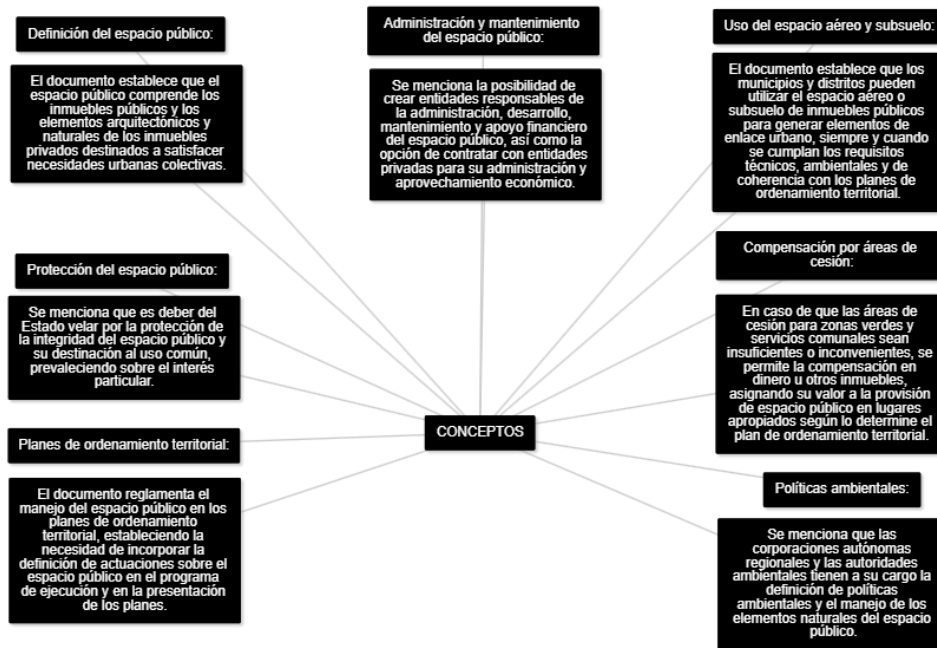 Definición del espacio público:
El documento establece que el
espacio público comprende los
inmuebles públicos y los
elementos arquitectónicos y
naturales de los inmuebles
privados destinados a satisfacer
necesidades urbanas colectivas.
Administración y mantenimiento
del espacio público:
Se menciona la posibilidad de
crear entidades responsables de
la administración, desarrollo,
mantenimiento y apoyo financiero
del espacio público, así como la
opción de contratar con entidades
privadas para su administración y
aprovechamiento económico.
Uso del espacio aéreo y subsuelo:
El documento establece que los
municipios y distritos pueden
utilizar el espacio aéreo o
subsuelo de inmuebles públicos
para generar elementos de
enlace urbano, siempre y cuando
se cumplan los requisitos
técnicos, ambientales y de
coherencia con los planes de
ordenamiento territorial.
Protección del espacio público:
Se menciona que es deber del
Estado velar por la protección de
la integridad del espacio público y
su destinación al uso común,
prevaleciendo sobre el interés
particular.
Compensación por áreas de
cesión:
En caso de que las áreas de
cesión para zonas verdes y
servicios comunales sean
insuficientes o inconvenientes, se
permite la compensación en
dinero u otros inmuebles,
asignando su valor a la provisión
de espacio público en lugares
apropiados según lo determine el
plan de ordenamiento territorial.
CONCEPTOS
Planes de ordenamiento territorial:
El documento reglamenta el
manejo del espacio público en los
planes de ordenamiento
territorial, estableciendo la
necesidad de incorporar la
definición de actuaciones sobre el
espacio público en el programa
de ejecución y en la presentación
de los planes.
Políticas ambientales:
Se menciona que las
corporaciones autónomas
regionales y las autoridades
ambientales tienen a su cargo la
definición de políticas
ambientales y el manejo de los
elementos naturales del espacio
público.